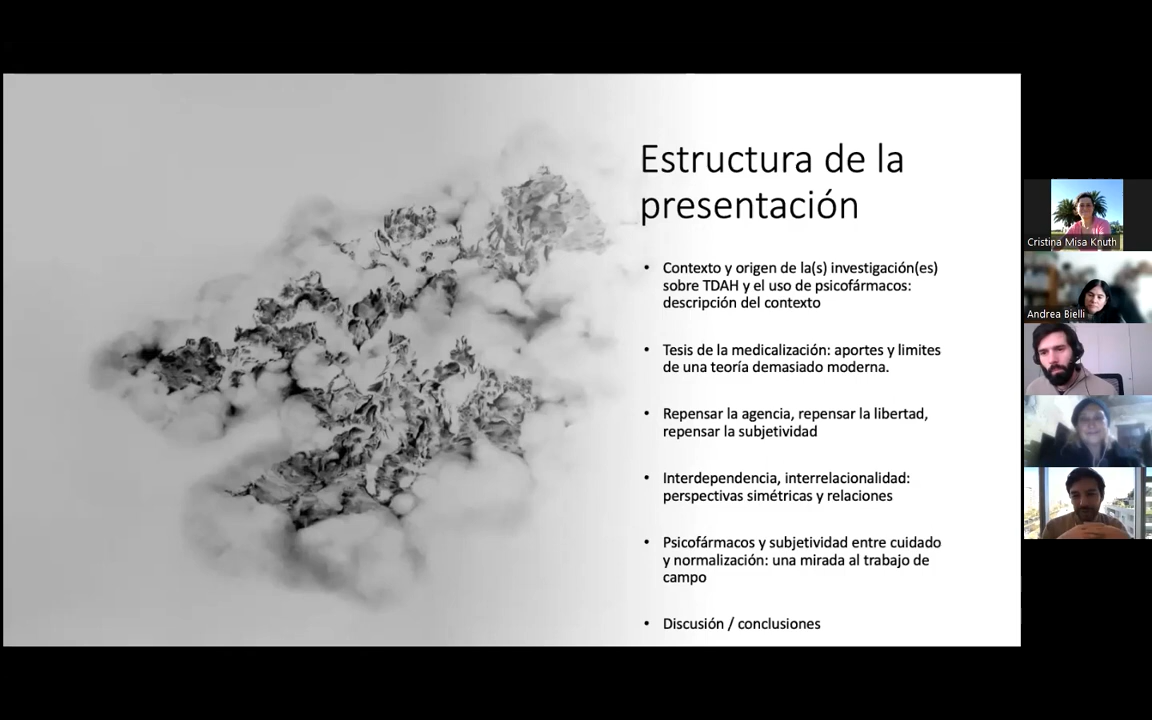 Estructura de la
presentación
• Contexto y origen de la(s) investigación(es)
sobre TDAH y el uso de psicofármacos:
descripción del contexto
• Tesis de la medicalización: aportes y limites
de una teoría demasiado moderna.
• Repensar la agencia, repensar la libertad,
repensar la subjetividad
• Interdependencia, interrelacionalidad:
perspectivas simétricas y relaciones
• Psicofármacos y subjetividad entre cuidado
y normalización: una mirada al trabajo de
campo
• Discusión / conclusiones
Cristina Misa Knuth
Andrea Bielli